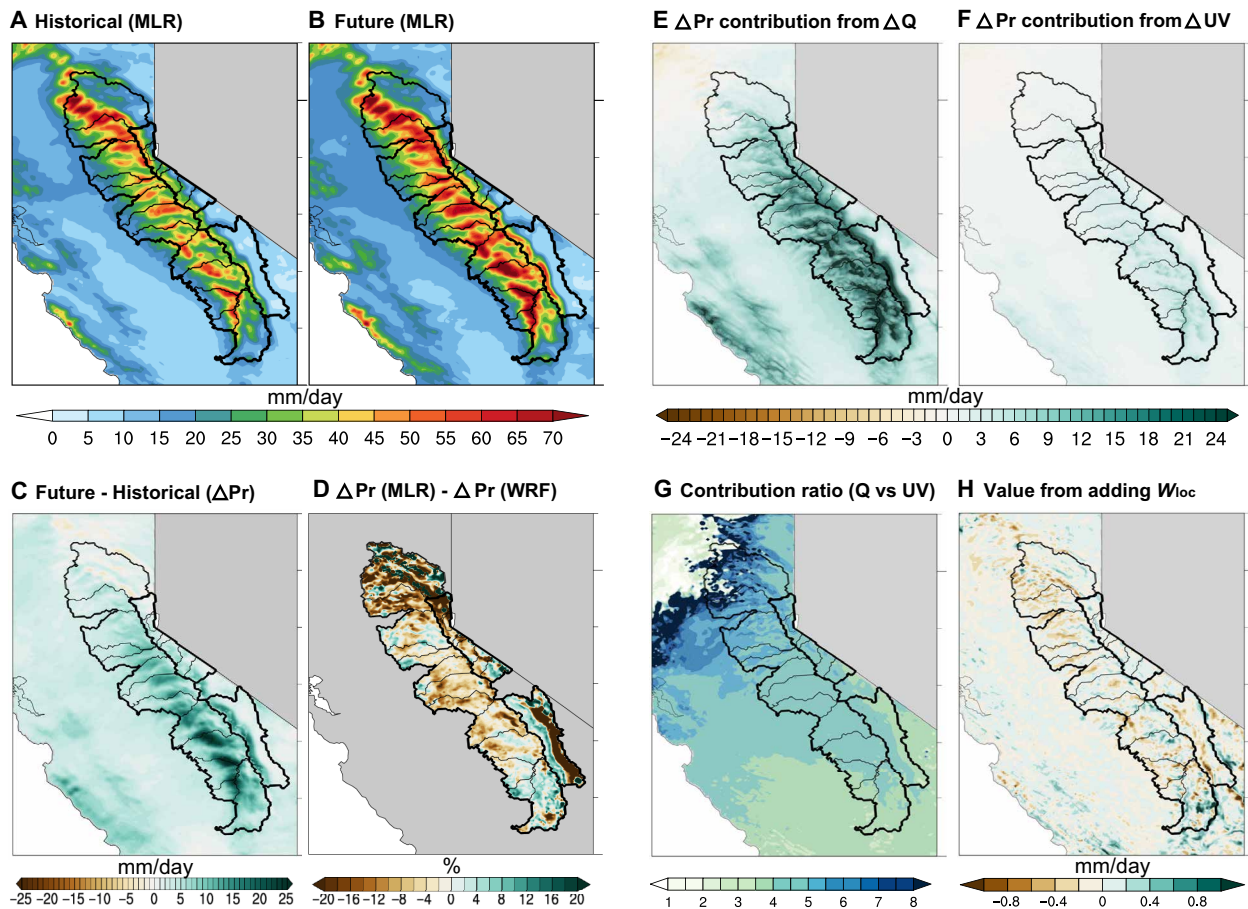 A Historical (MLR)
B Future (MLR)
E △Pr contribution from △Q
F △Pr contribution from △UV
mm/day
0 5 10 15 20 25 30 35 40 45 50 55 60 65 70
mm/day
−24 −21 −18 −15 −12 −9 −6 −3 0 3 6 9 12 15 18 21 24
C Future - Historical (△Pr)
D △Pr (MLR) - △Pr (WRF)
G Contribution ratio (Q vs UV)
H Value from adding Wloc
mm/day
−25 −20 −15 −10 −5 0 5 10 15 20 25
%
−20 −16 −12 −8 −4 0 4 8 12 16 20
1 2 3 4 5 6 7 8
mm/day
−0.8 −0.4 0 0.4 0.8